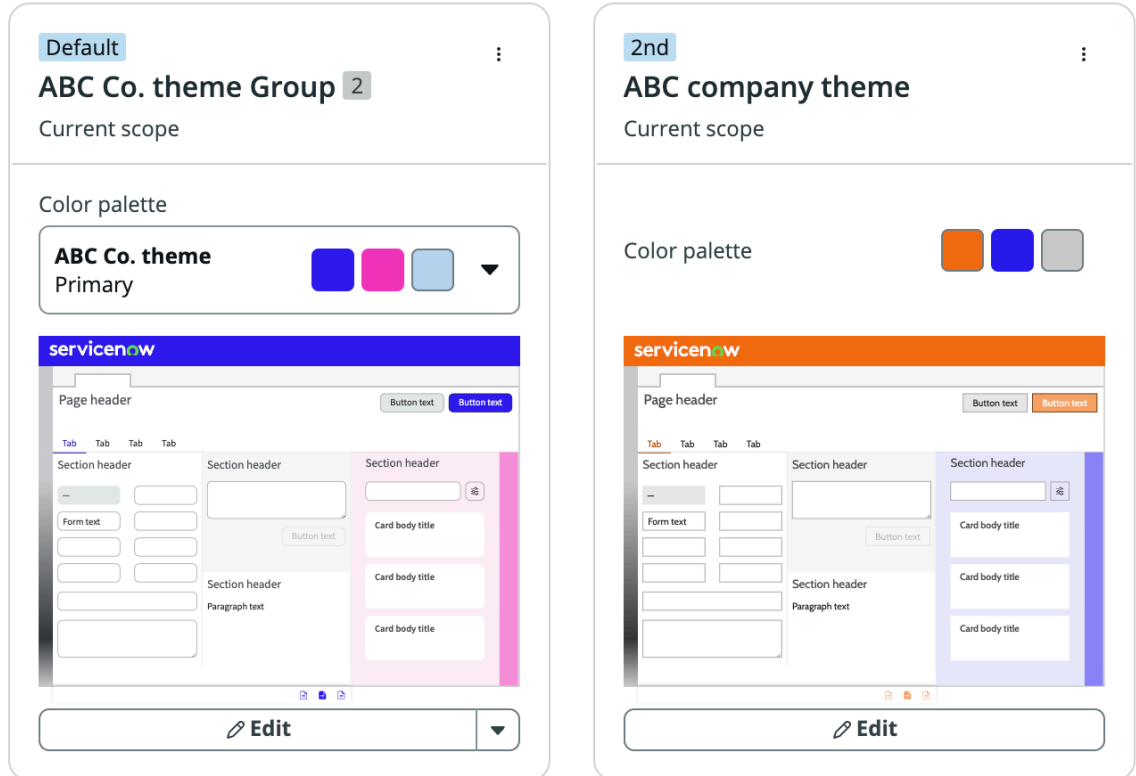 Default
ABC Co. theme Group 2
Current scope
Color palette
ABC Co. theme
Primary
servicenow
Page header
Button text
Button text
Tab Tab Tab Tab
Section header
Section header
Section header
–
Form text
Button text
Card body title
Card body title
Section header
Paragraph text
Card body title
Edit
2nd
ABC company theme
Current scope
Color palette
servicenow
Page header
Button text
Button text
Tab Tab Tab Tab
Section header
Section header
Section header
–
Form text
Button text
Card body title
Card body title
Section header
Paragraph text
Card body title
Edit